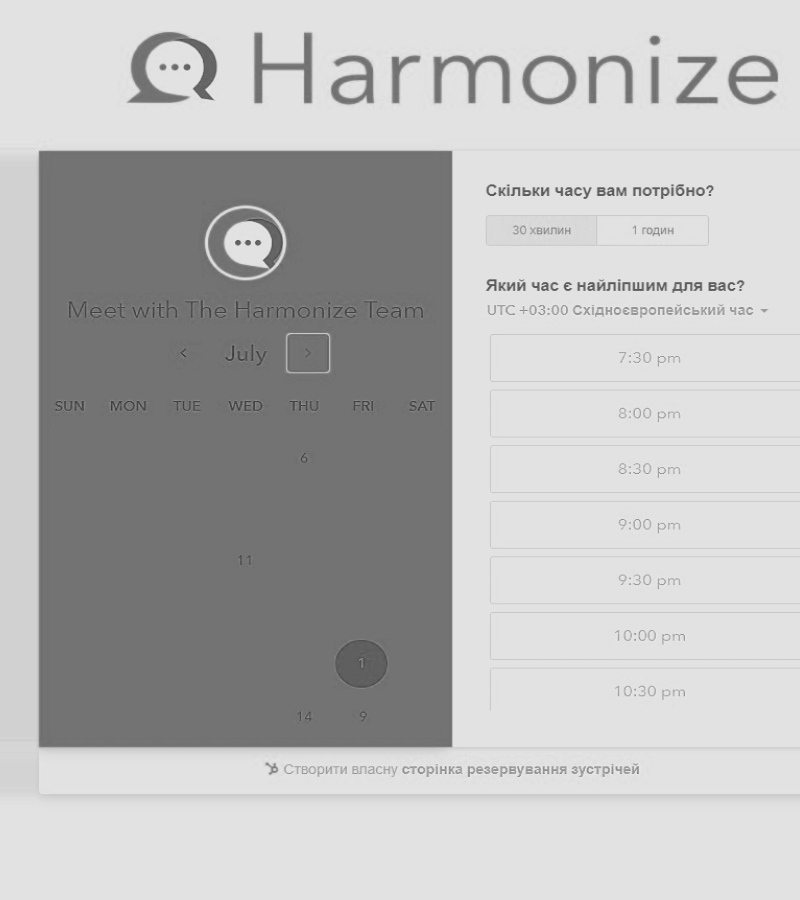 Harmonize
Meet with The Harmonize Team
July
SUN MON TUE WED THU FRI SAT
6
11
1
14 9
Скільки часу вам потрібно?
30 хвилин 1 годин
Який час є найліпшим для вас?
UTC +03:00 Східноєвропейський час
7:30 pm
8:00 pm
8:30 pm
9:00 pm
9:30 pm
10:00 pm
10:30 pm
Створити власну сторінка резервування зустрічей